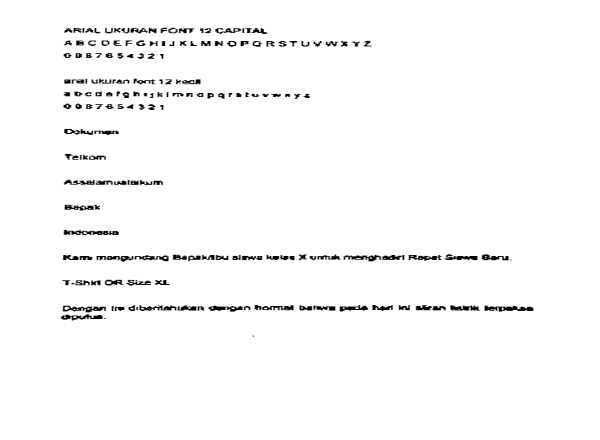 ARIAL UKURAN FONT 12 CAPITAL
A B C D E F G H I J K L M N O P Q R S T U V W X Y Z
0 9 8 7 6 5 4 3 2 1
arial ukuran font 12 kecil
a b c d e f g h i j k l m n o p q r s t u v w x y z
0 9 8 7 6 5 4 3 2 1
Dokumen
Telkom
Assalamualaikum
Bapak
Indonesia
Kami mengundang Bapak/Ibu siswa kelas X untuk menghadiri Rapat Siswa Baru.
T-Shirt OR Size XL
Dengan ini diberitahukan dengan hormat bahwa pada hari ini aliran listrik terpaksa
diputus.